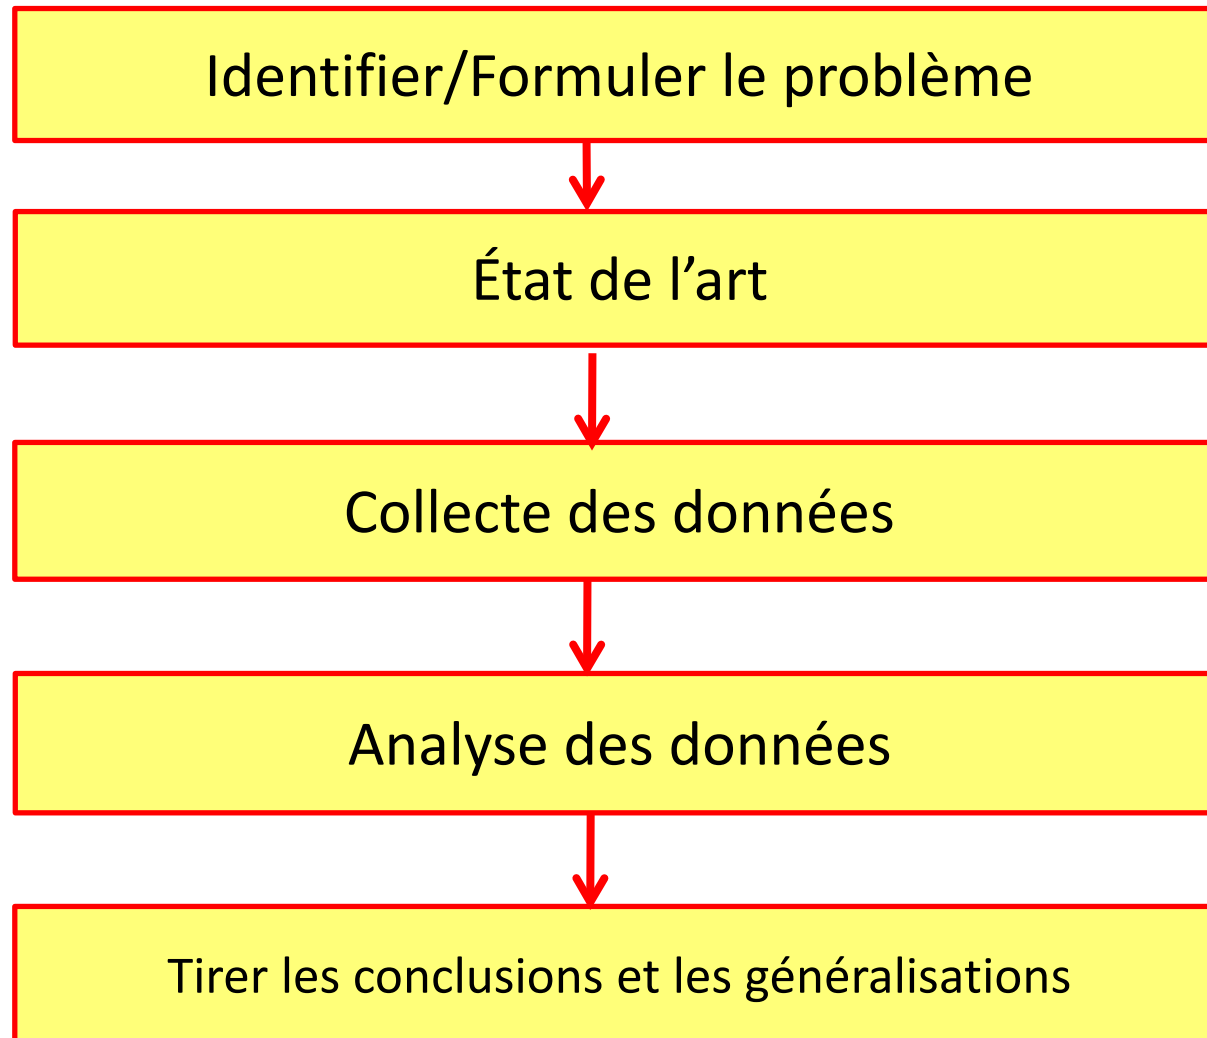 Identifier/Formuler le problème
État de l’art
Collecte des données
Analyse des données
Tirer les conclusions et les généralisations